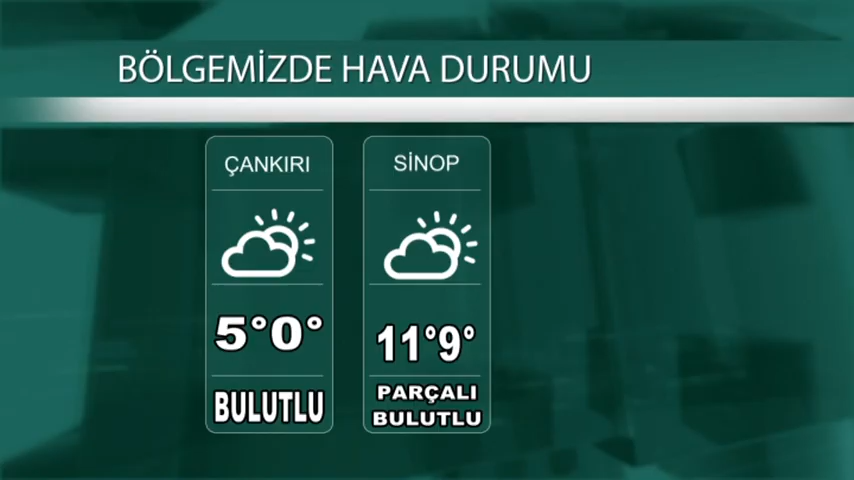 BÖLGEMİZDE HAVA DURUMU
ÇANKIRI
5°0°
BULUTLU
SİNOP
11°9°
PARÇALI
BULUTLU